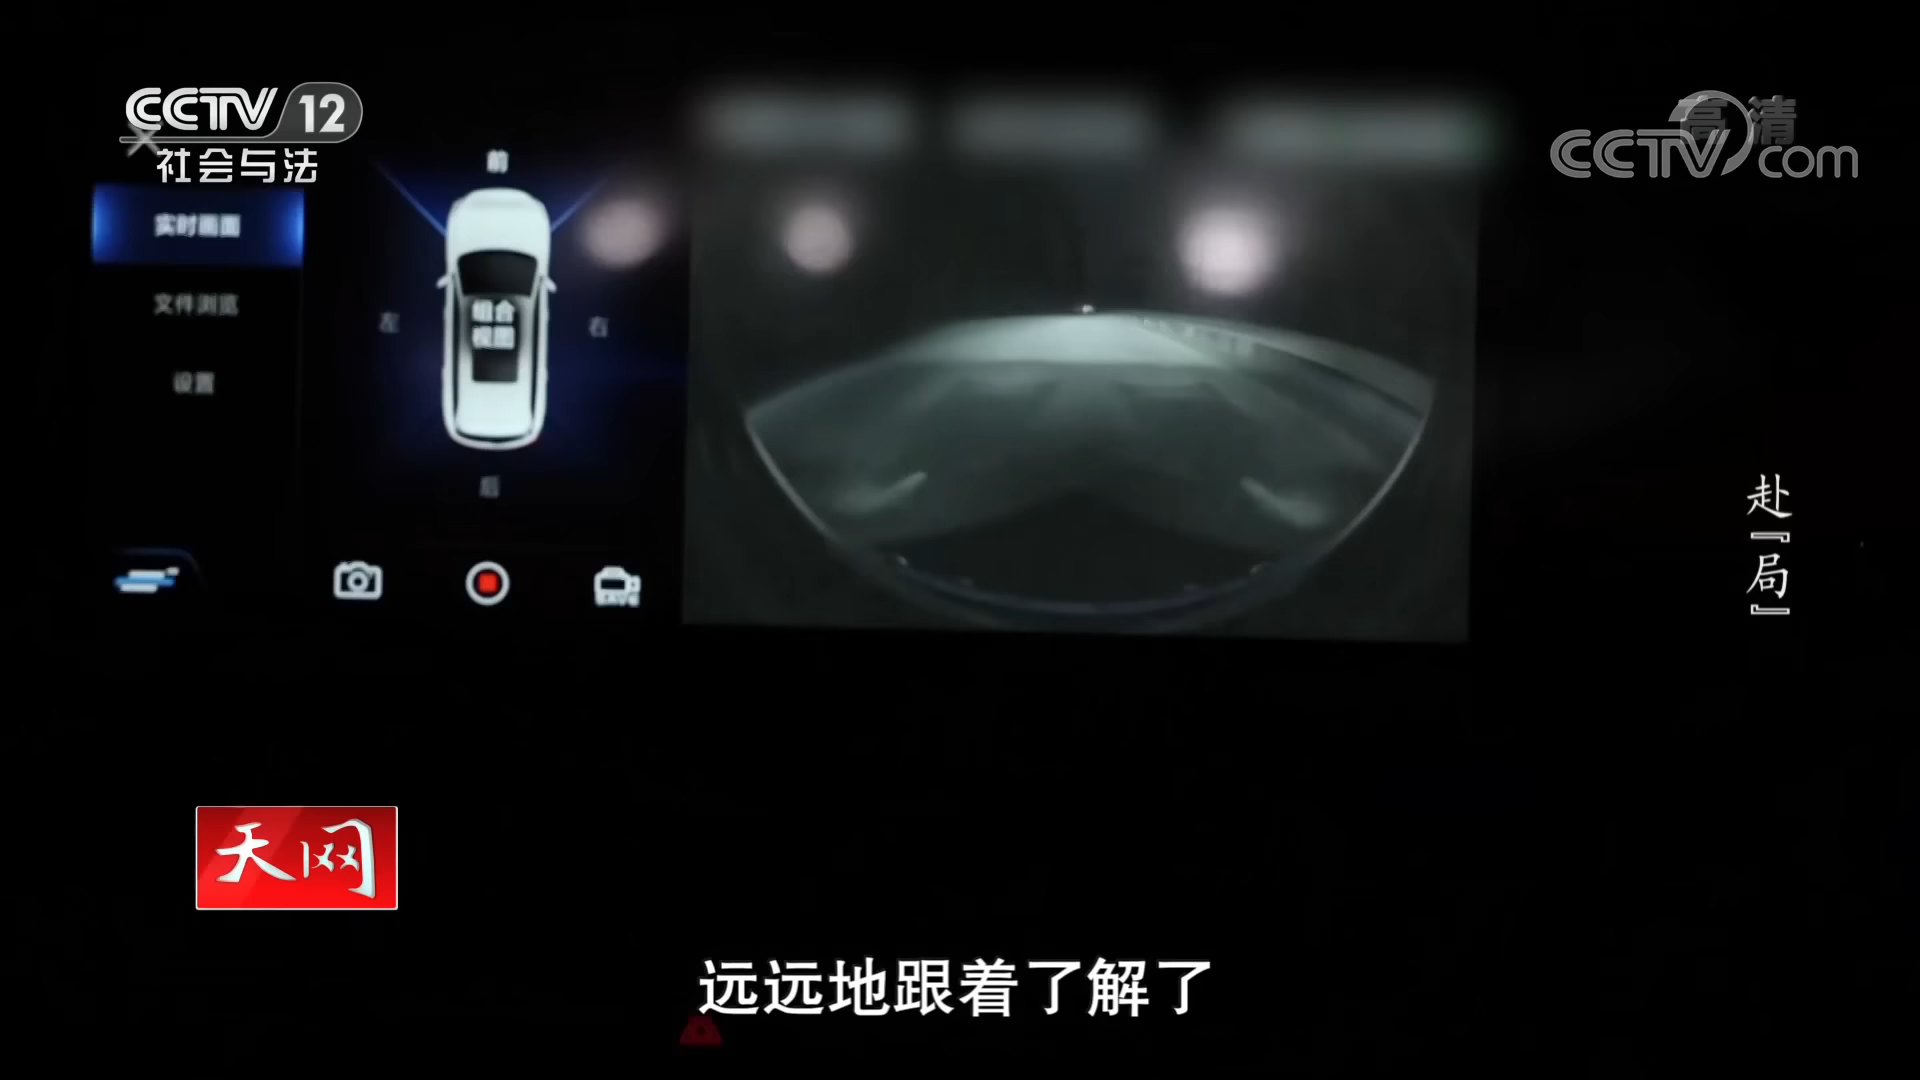 CCTV 12
社会与法
高清
CCTV.com
前
实时画面
文件浏览
左
组合
视图
右
设置
后
赴『局』
天网
远远地跟着了解了